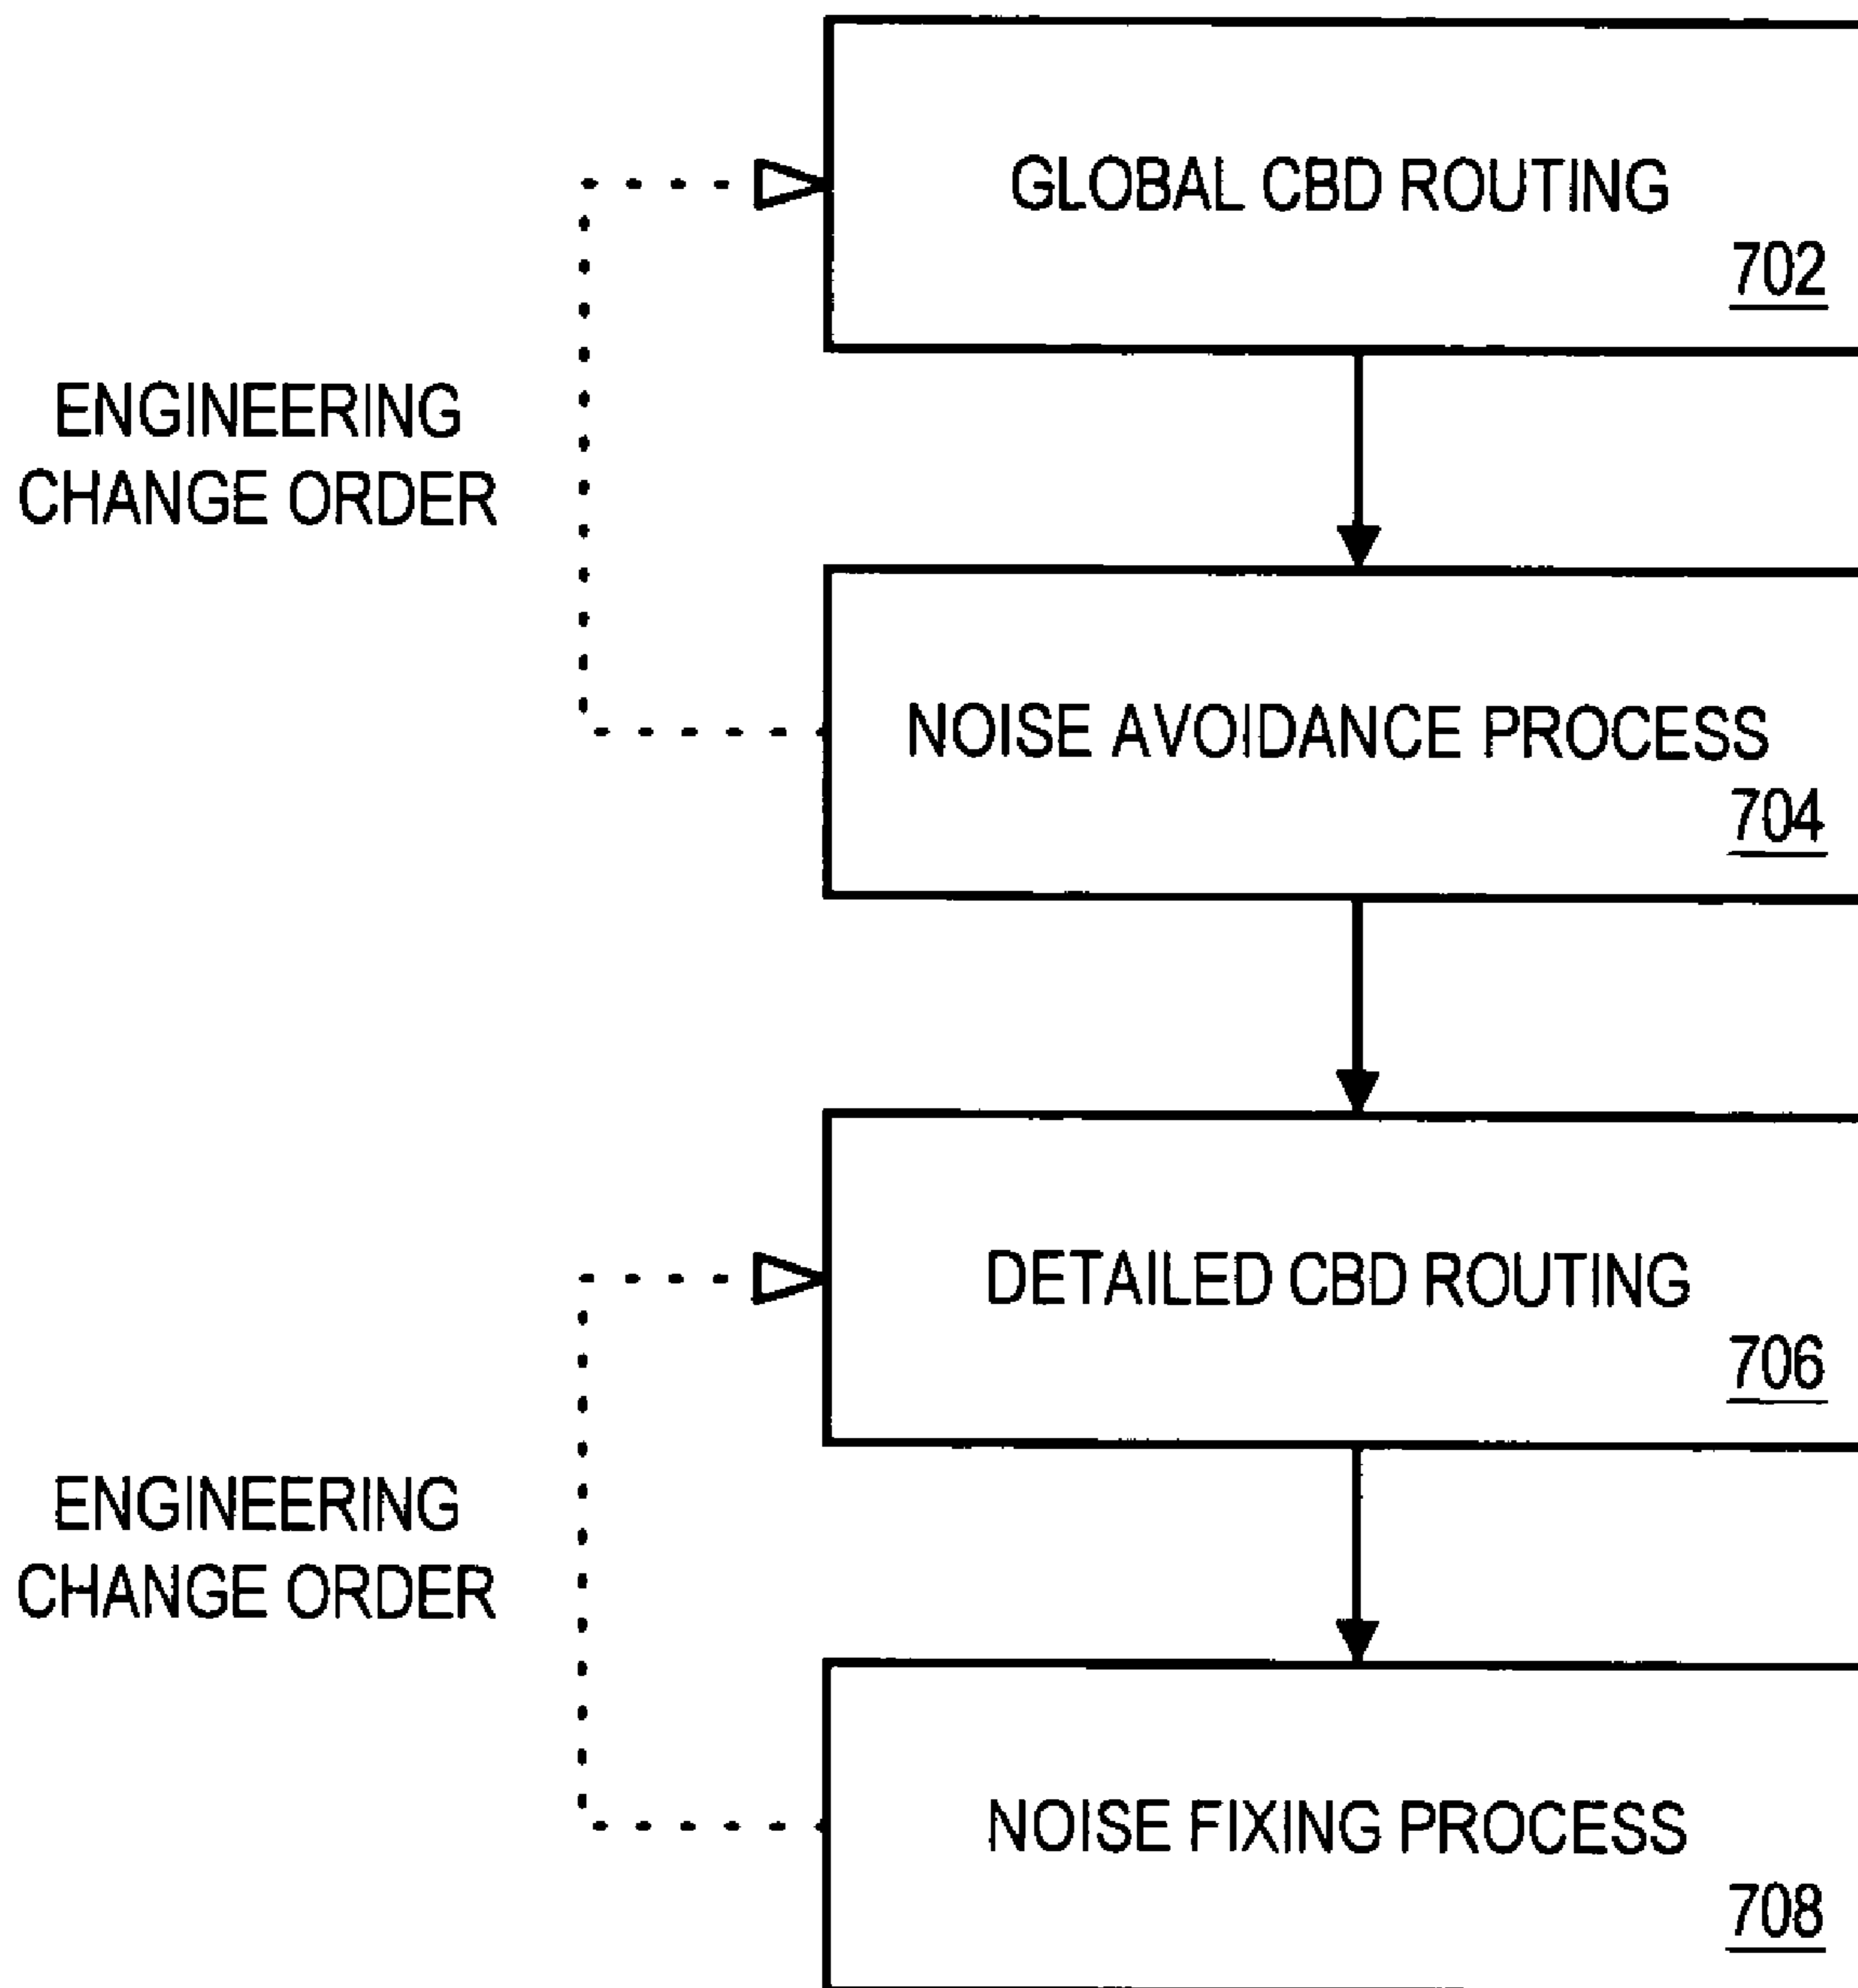 GLOBAL CBD ROUTING
702
ENGINEERING
CHANGE ORDER
NOISE AVOIDANCE PROCESS
704
DETAILED CBD ROUTING
706
ENGINEERING
CHANGE ORDER
NOISE FIXING PROCESS
708